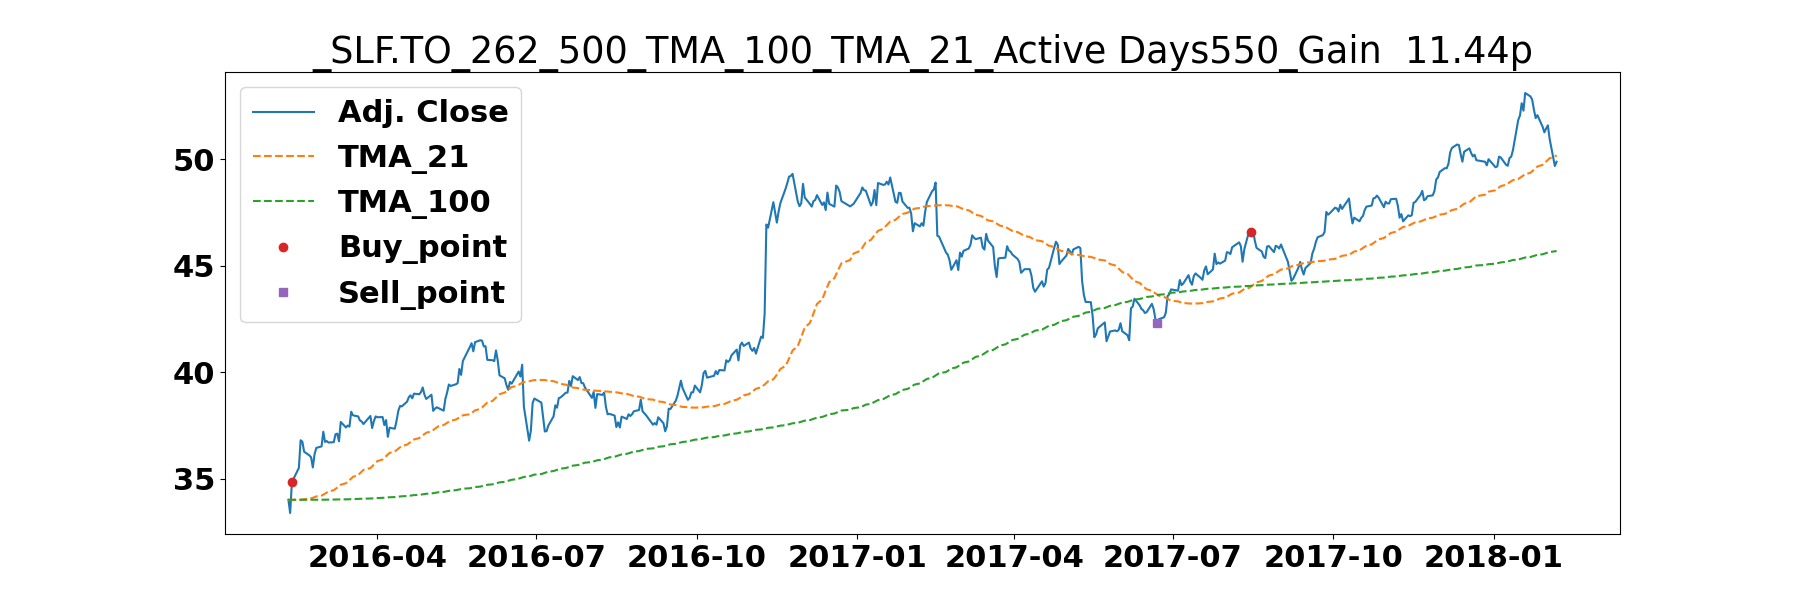 _SLF.TO_262_500_TMA_100_TMA_21_Active Days550_Gain  11.44p
Adj. Close
TMA_21
TMA_100
Buy_point
Sell_point
50
45
40
35
2016-04 2016-07 2016-10 2017-01 2017-04 2017-07 2017-10 2018-01